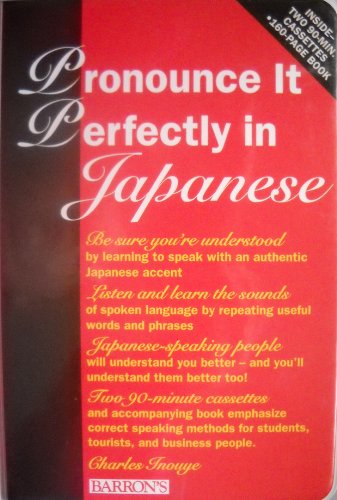 INSIDE–
TWO 90-MIN.
CASSETTES
•160-PAGE BOOK
Pronounce It
Perfectly in
Japanese
Be sure you're understood
by learning to speak with an authentic
Japanese accent
Listen and learn the sounds
of spoken language by repeating useful
words and phrases
Japanese-speaking people
will understand you better – and you'll
understand them better too!
Two 90-minute cassettes
and accompanying book emphasize
correct speaking methods for students,
tourists, and business people.
Charles Inouye
BARRON'S